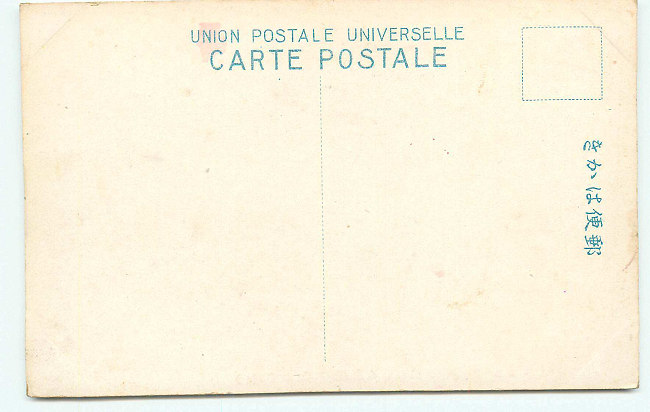 UNION POSTALE UNIVERSELLE
CARTE POSTALE
郵便はかき